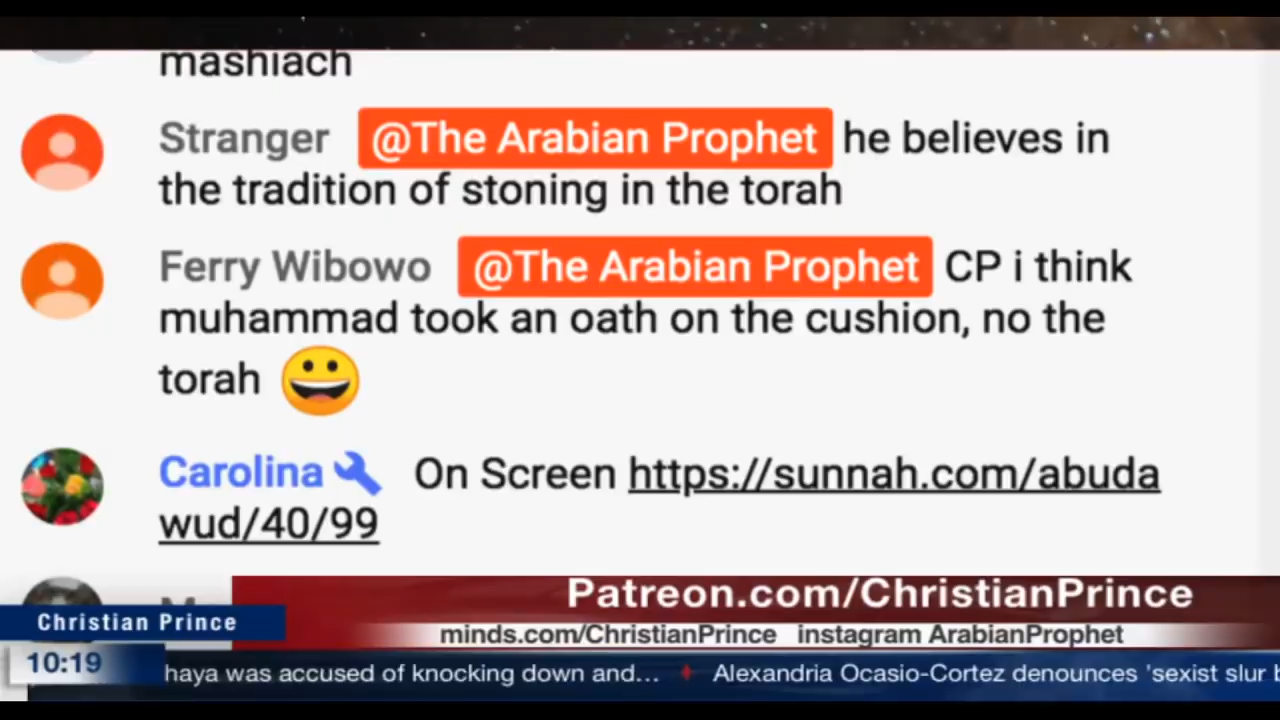 mashiach
Stranger @The Arabian Prophet he believes in
the tradition of stoning in the torah
Ferry Wibowo @The Arabian Prophet CP i think
muhammad took an oath on the cushion, no the
torah 😀
Carolina On Screen https://sunnah.com/abuda
wud/40/99
Patreon.com/ChristianPrince
Christian Prince
minds.com/ChristianPrince instagram ArabianProphet
10:19 haya was accused of knocking down and... Alexandria Ocasio-Cortez denounces 'sexist slur